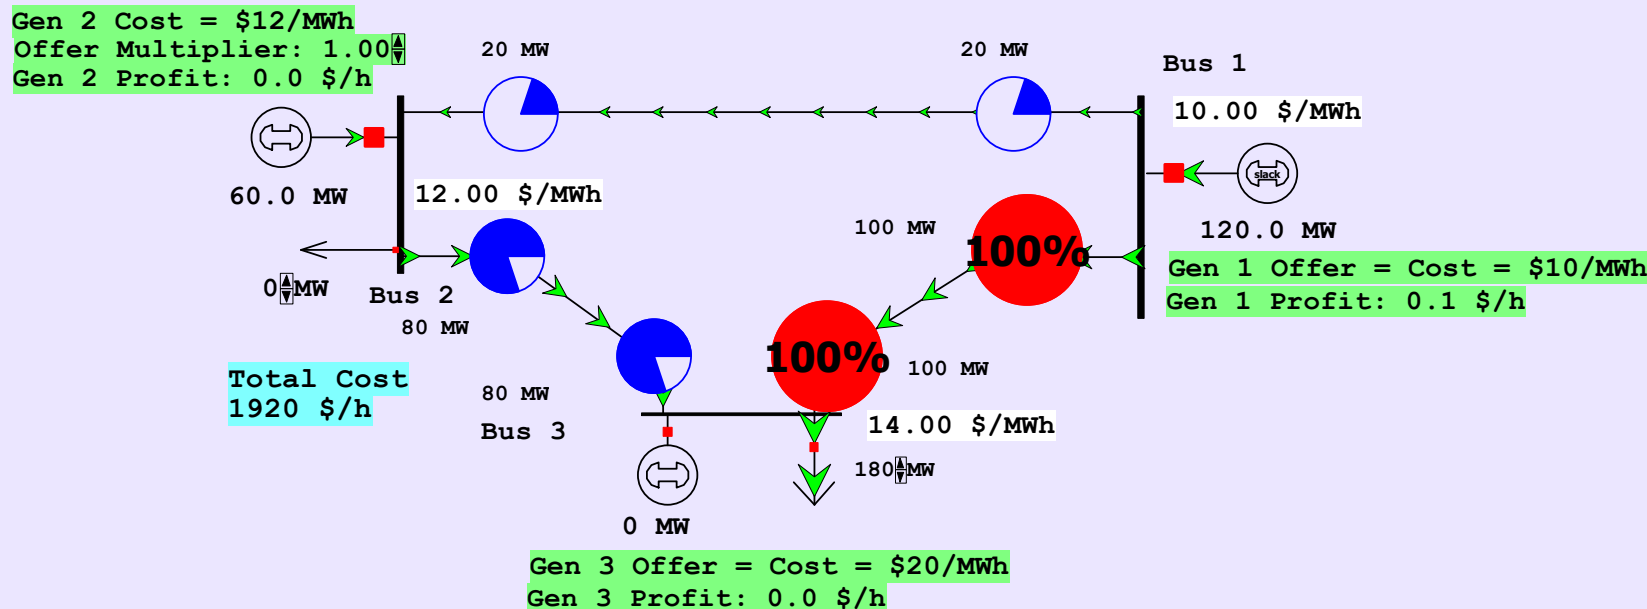 Gen 2 Cost = $12/MWh
Offer Multiplier: 1.00
Gen 2 Profit: 0.0 $/h
20 MW
20 MW
Bus 1
10.00 $/MWh
60.0 MW
12.00 $/MWh
slack
120.0 MW
100 MW
100%
Gen 1 Offer = Cost = $10/MWh
Gen 1 Profit: 0.1 $/h
0 MW
Bus 2
80 MW
100%
100 MW
Total Cost
1920 $/h
80 MW
Bus 3
14.00 $/MWh
180 MW
0 MW
Gen 3 Offer = Cost = $20/MWh
Gen 3 Profit: 0.0 $/h